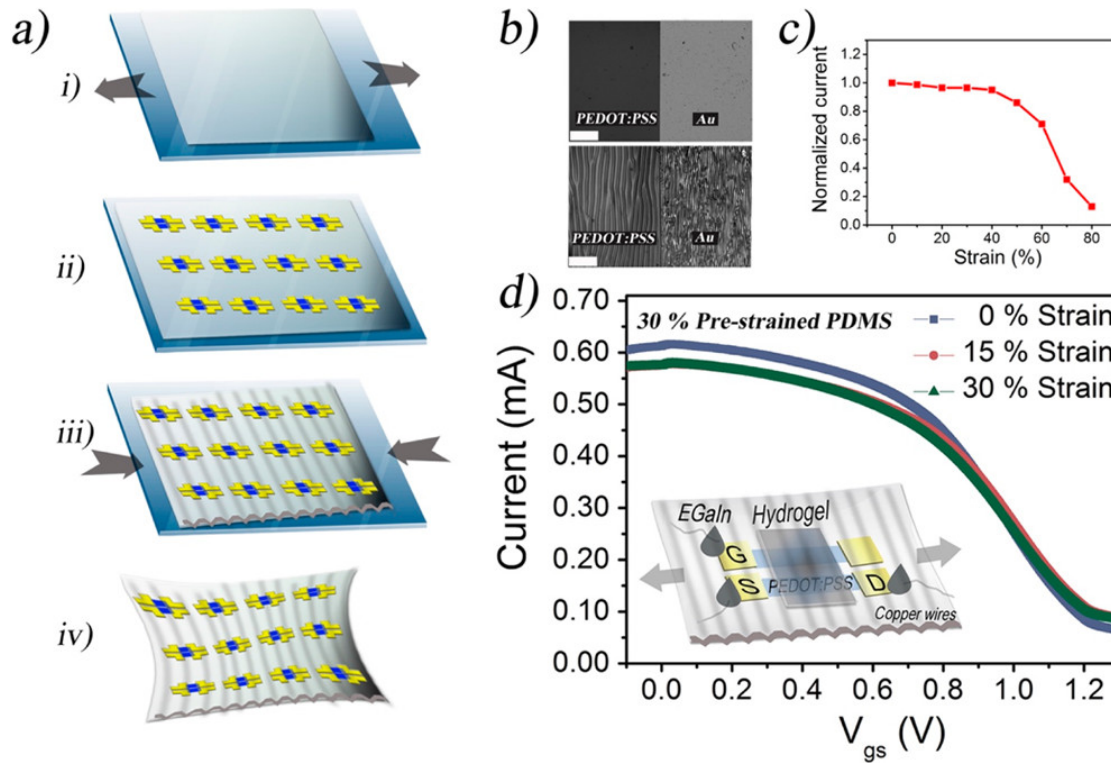 a)
i)
ii)
iii)
iv)
b)
PEDOT:PSS
Au
PEDOT:PSS
Au
c)
Normalized current
1.2
1.0
0.8
0.6
0.4
0.2
0.0
0 20 40 60 80
Strain (%)
d)
Current (mA)
0.70
0.60
0.50
0.40
0.30
0.20
0.10
0.00
30 % Pre-strained PDMS
0 % Strain
15 % Strain
30 % Strain
EGaIn
Hydrogel
G
S
PEDOT:PSS
D
Copper wires
0.0 0.2 0.4 0.6 0.8 1.0 1.2
Vgs (V)